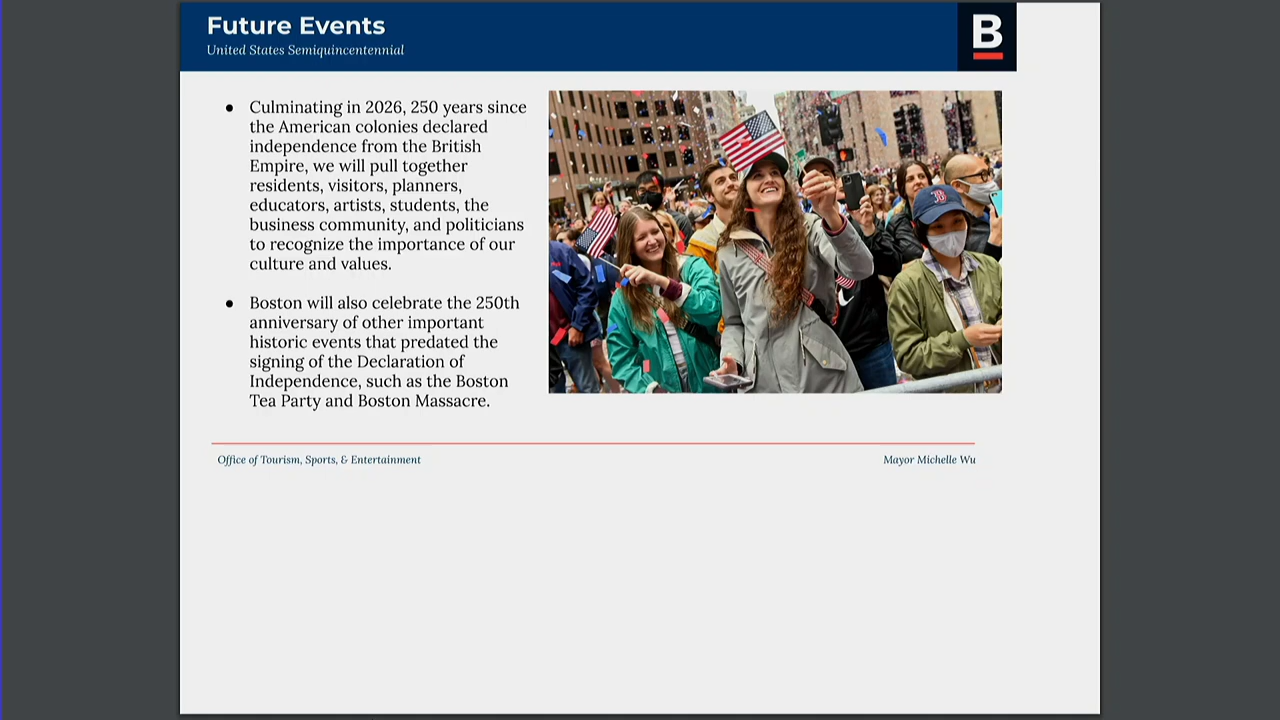 Future Events
United States Semiquincentennial
B
● Culminating in 2026, 250 years since
the American colonies declared
independence from the British
Empire, we will pull together
residents, visitors, planners,
educators, artists, students, the
business community, and politicians
to recognize the importance of our
culture and values.
● Boston will also celebrate the 250th
anniversary of other important
historic events that predated the
signing of the Declaration of
Independence, such as the Boston
Tea Party and Boston Massacre.
B
Office of Tourism, Sports, & Entertainment
Mayor Michelle Wu